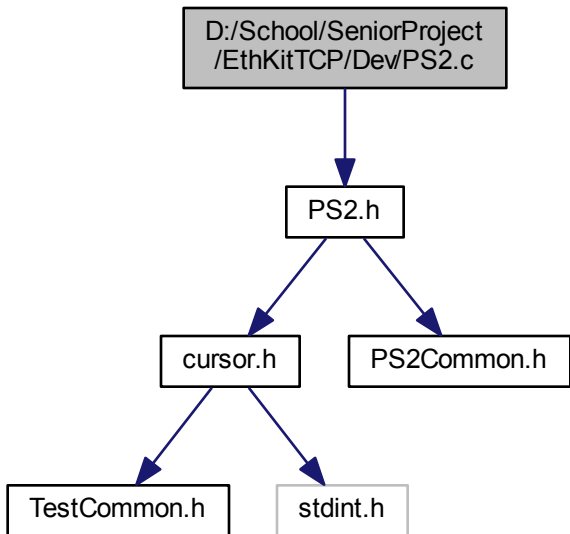 D:/School/SeniorProject
/EthKitTCP/Dev/PS2.c
PS2.h
cursor.h
PS2Common.h
TestCommon.h
stdint.h